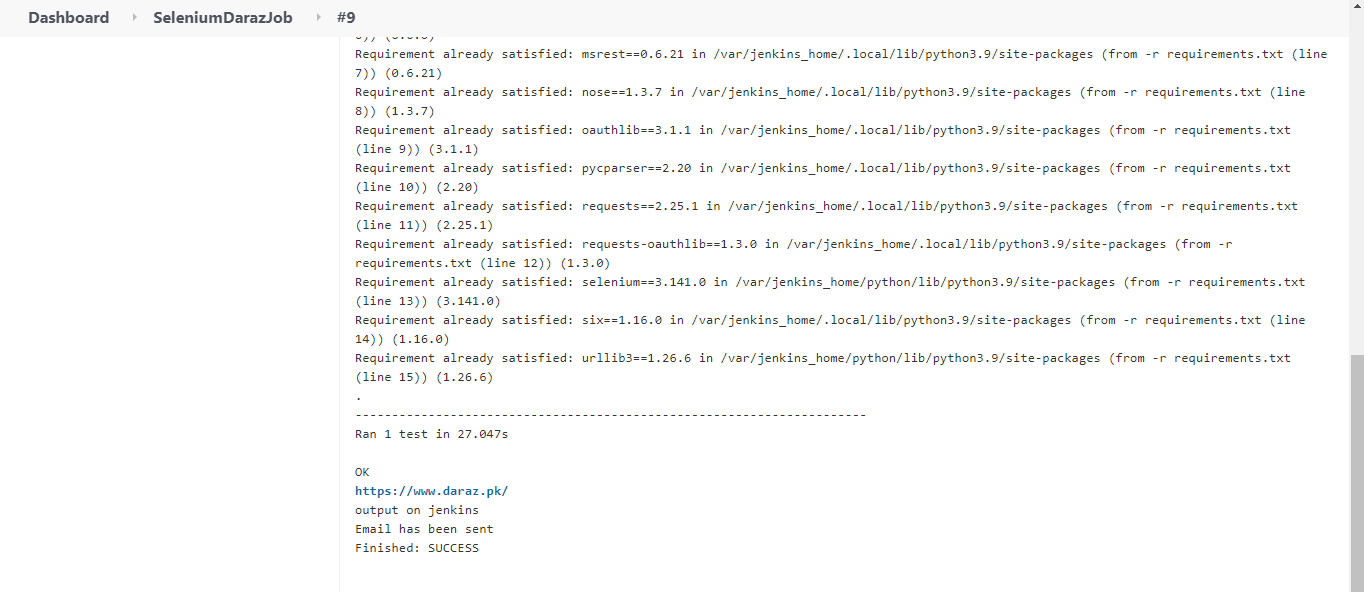 Dashboard SeleniumDarazJob #9
Requirement already satisfied: msrest==0.6.21 in /var/jenkins_home/.local/lib/python3.9/site-packages (from -r requirements.txt (line
7)) (0.6.21)
Requirement already satisfied: nose==1.3.7 in /var/jenkins_home/.local/lib/python3.9/site-packages (from -r requirements.txt (line
8)) (1.3.7)
Requirement already satisfied: oauthlib==3.1.1 in /var/jenkins_home/.local/lib/python3.9/site-packages (from -r requirements.txt
(line 9)) (3.1.1)
Requirement already satisfied: pycparser==2.20 in /var/jenkins_home/.local/lib/python3.9/site-packages (from -r requirements.txt
(line 10)) (2.20)
Requirement already satisfied: requests==2.25.1 in /var/jenkins_home/.local/lib/python3.9/site-packages (from -r requirements.txt
(line 11)) (2.25.1)
Requirement already satisfied: requests-oauthlib==1.3.0 in /var/jenkins_home/.local/lib/python3.9/site-packages (from -r
requirements.txt (line 12)) (1.3.0)
Requirement already satisfied: selenium==3.141.0 in /var/jenkins_home/python/lib/python3.9/site-packages (from -r requirements.txt
(line 13)) (3.141.0)
Requirement already satisfied: six==1.16.0 in /var/jenkins_home/.local/lib/python3.9/site-packages (from -r requirements.txt (line
14)) (1.16.0)
Requirement already satisfied: urllib3==1.26.6 in /var/jenkins_home/python/lib/python3.9/site-packages (from -r requirements.txt
(line 15)) (1.26.6)
.
----------------------------------------------------------------------
Ran 1 test in 27.047s
OK
https://www.daraz.pk/
output on jenkins
Email has been sent
Finished: SUCCESS